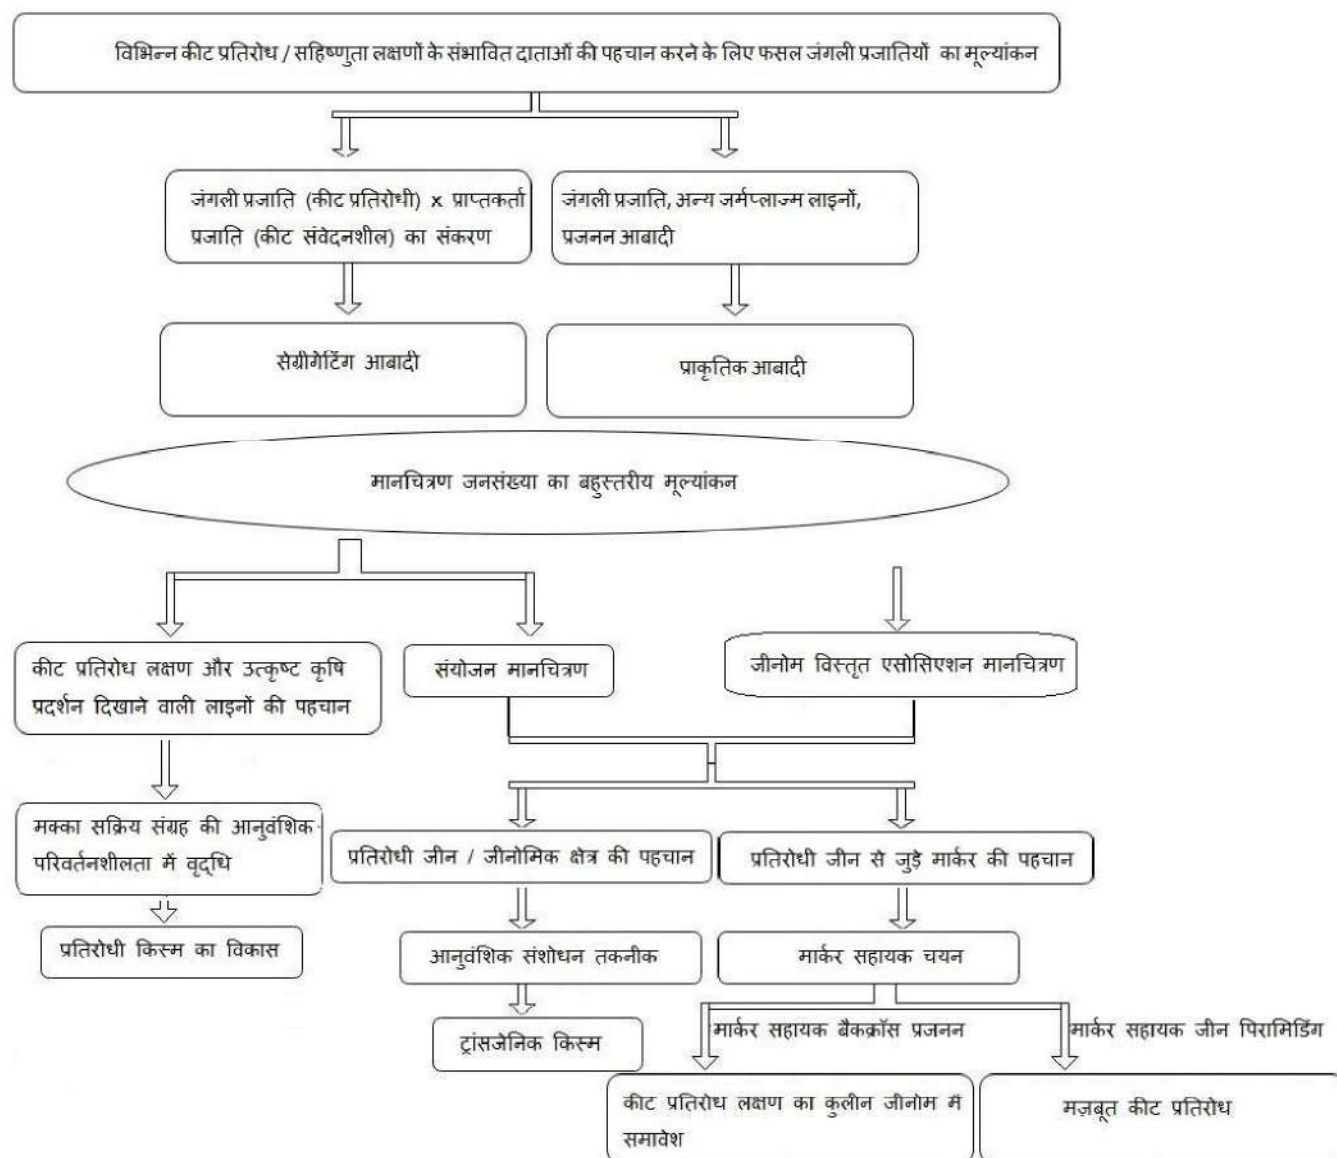 विभिन्न कीट प्रतिरोध / सहिष्णुता लक्षणों के संभावित दाताओं की पहचान करने के लिए फसल जंगली प्रजातियों का मूल्यांकन
जंगली प्रजाति (कीट प्रतिरोधी) x प्राप्तकर्ता
प्रजाति (कीट संवेदनशील) का संकरण
जंगली प्रजाति, अन्य जर्मप्लाज्म लाइनों,
प्रजनन आबादी
सेग्रीगेटिंग आबादी
प्राकृतिक आबादी
मानचित्रण जनसंख्या का बहुस्तरीय मूल्यांकन
कीट प्रतिरोध लक्षण और उत्कृष्ट कृषि
प्रदर्शन दिखाने वाली लाइनों की पहचान
संयोजन मानचित्रण
जीनोम विस्तृत एसोसिएशन मानचित्रण
मक्का सक्रिय संग्रह की आनुवंशिक
परिवर्तनशीलता में वृद्धि
प्रतिरोधी जीन / जीनोमिक क्षेत्र की पहचान
प्रतिरोधी जीन से जुड़े मार्कर की पहचान
प्रतिरोधी किस्म का विकास
आनुवंशिक संशोधन तकनीक
मार्कर सहायक चयन
ट्रांसजेनिक किस्म
मार्कर सहायक बैकक्रॉस प्रजनन
मार्कर सहायक जीन पिरामिडिंग
कीट प्रतिरोध लक्षण का कुलीन जीनोम में
समावेश
मज़बूत कीट प्रतिरोध